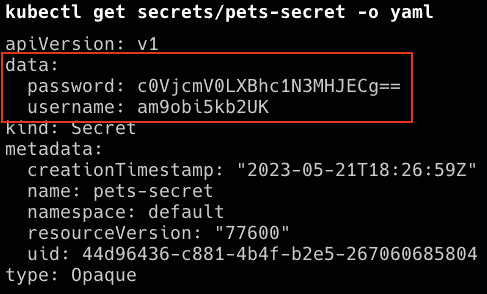 kubectl get secrets/pets-secret -o yaml
apiVersion: v1
data:
  password: c0VjcmV0LXBhc1N3MHJECg==
  username: am9obi5kb2UK
kind: Secret
metadata:
  creationTimestamp: "2023-05-21T18:26:59Z"
  name: pets-secret
  namespace: default
  resourceVersion: "77600"
  uid: 44d96436-c881-4b4f-b2e5-267060685804
type: Opaque